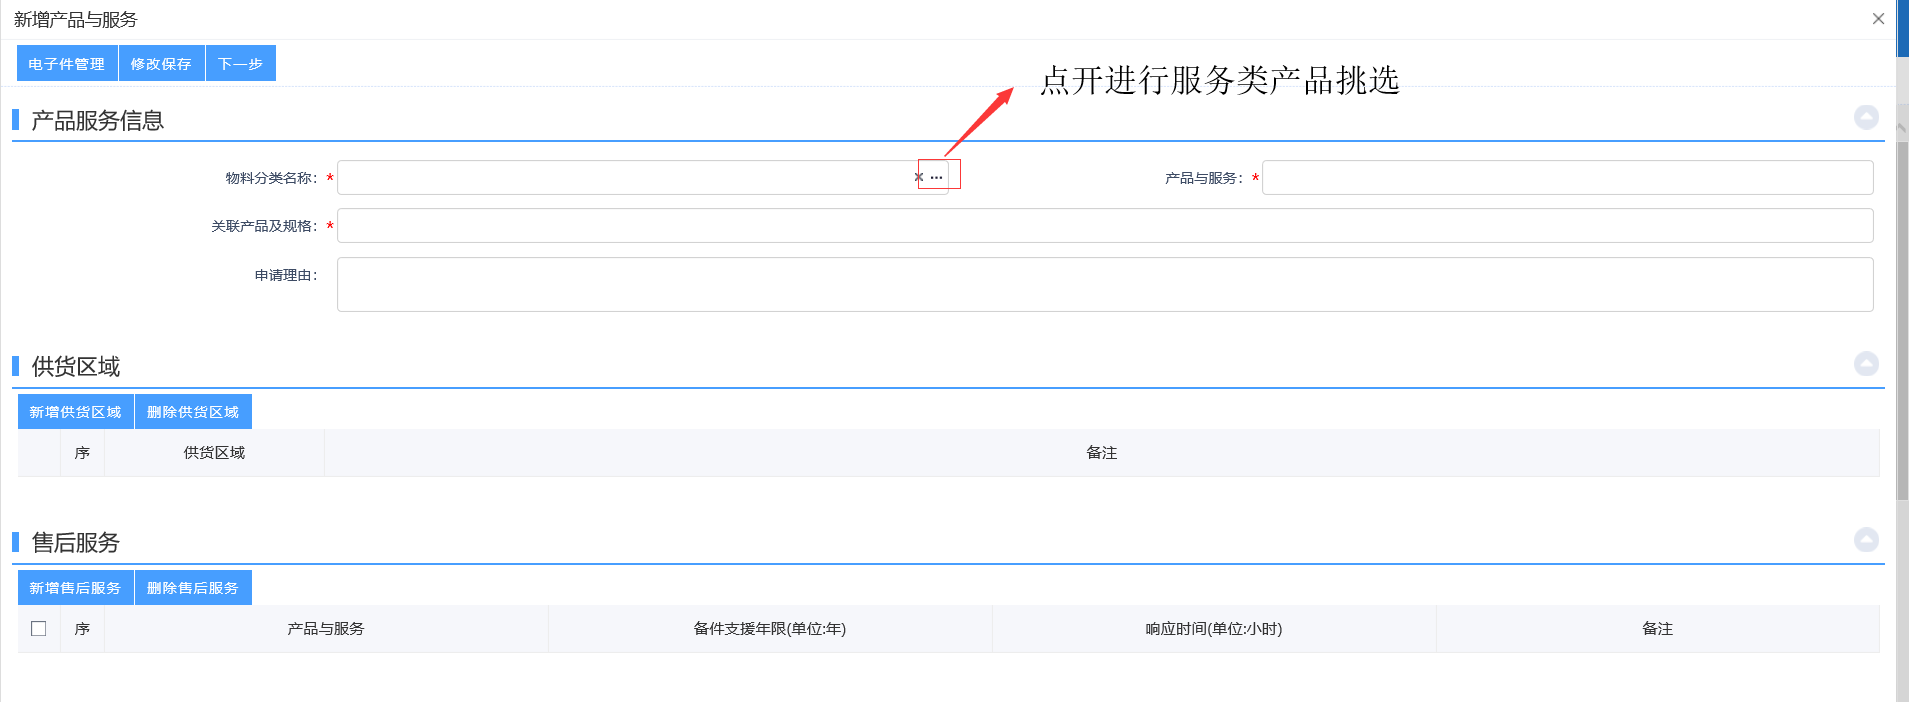 新增产品与服务
电子件管理 修改保存 下一步
点开进行服务类产品挑选
产品服务信息
物料分类名称：* × ... 产品与服务：*
关联产品及规格：*
申请理由：
供货区域
新增供货区域 删除供货区域
序 供货区域 备注
售后服务
新增售后服务 删除售后服务
序 产品与服务 备件支援年限(单位:年) 响应时间(单位:小时) 备注